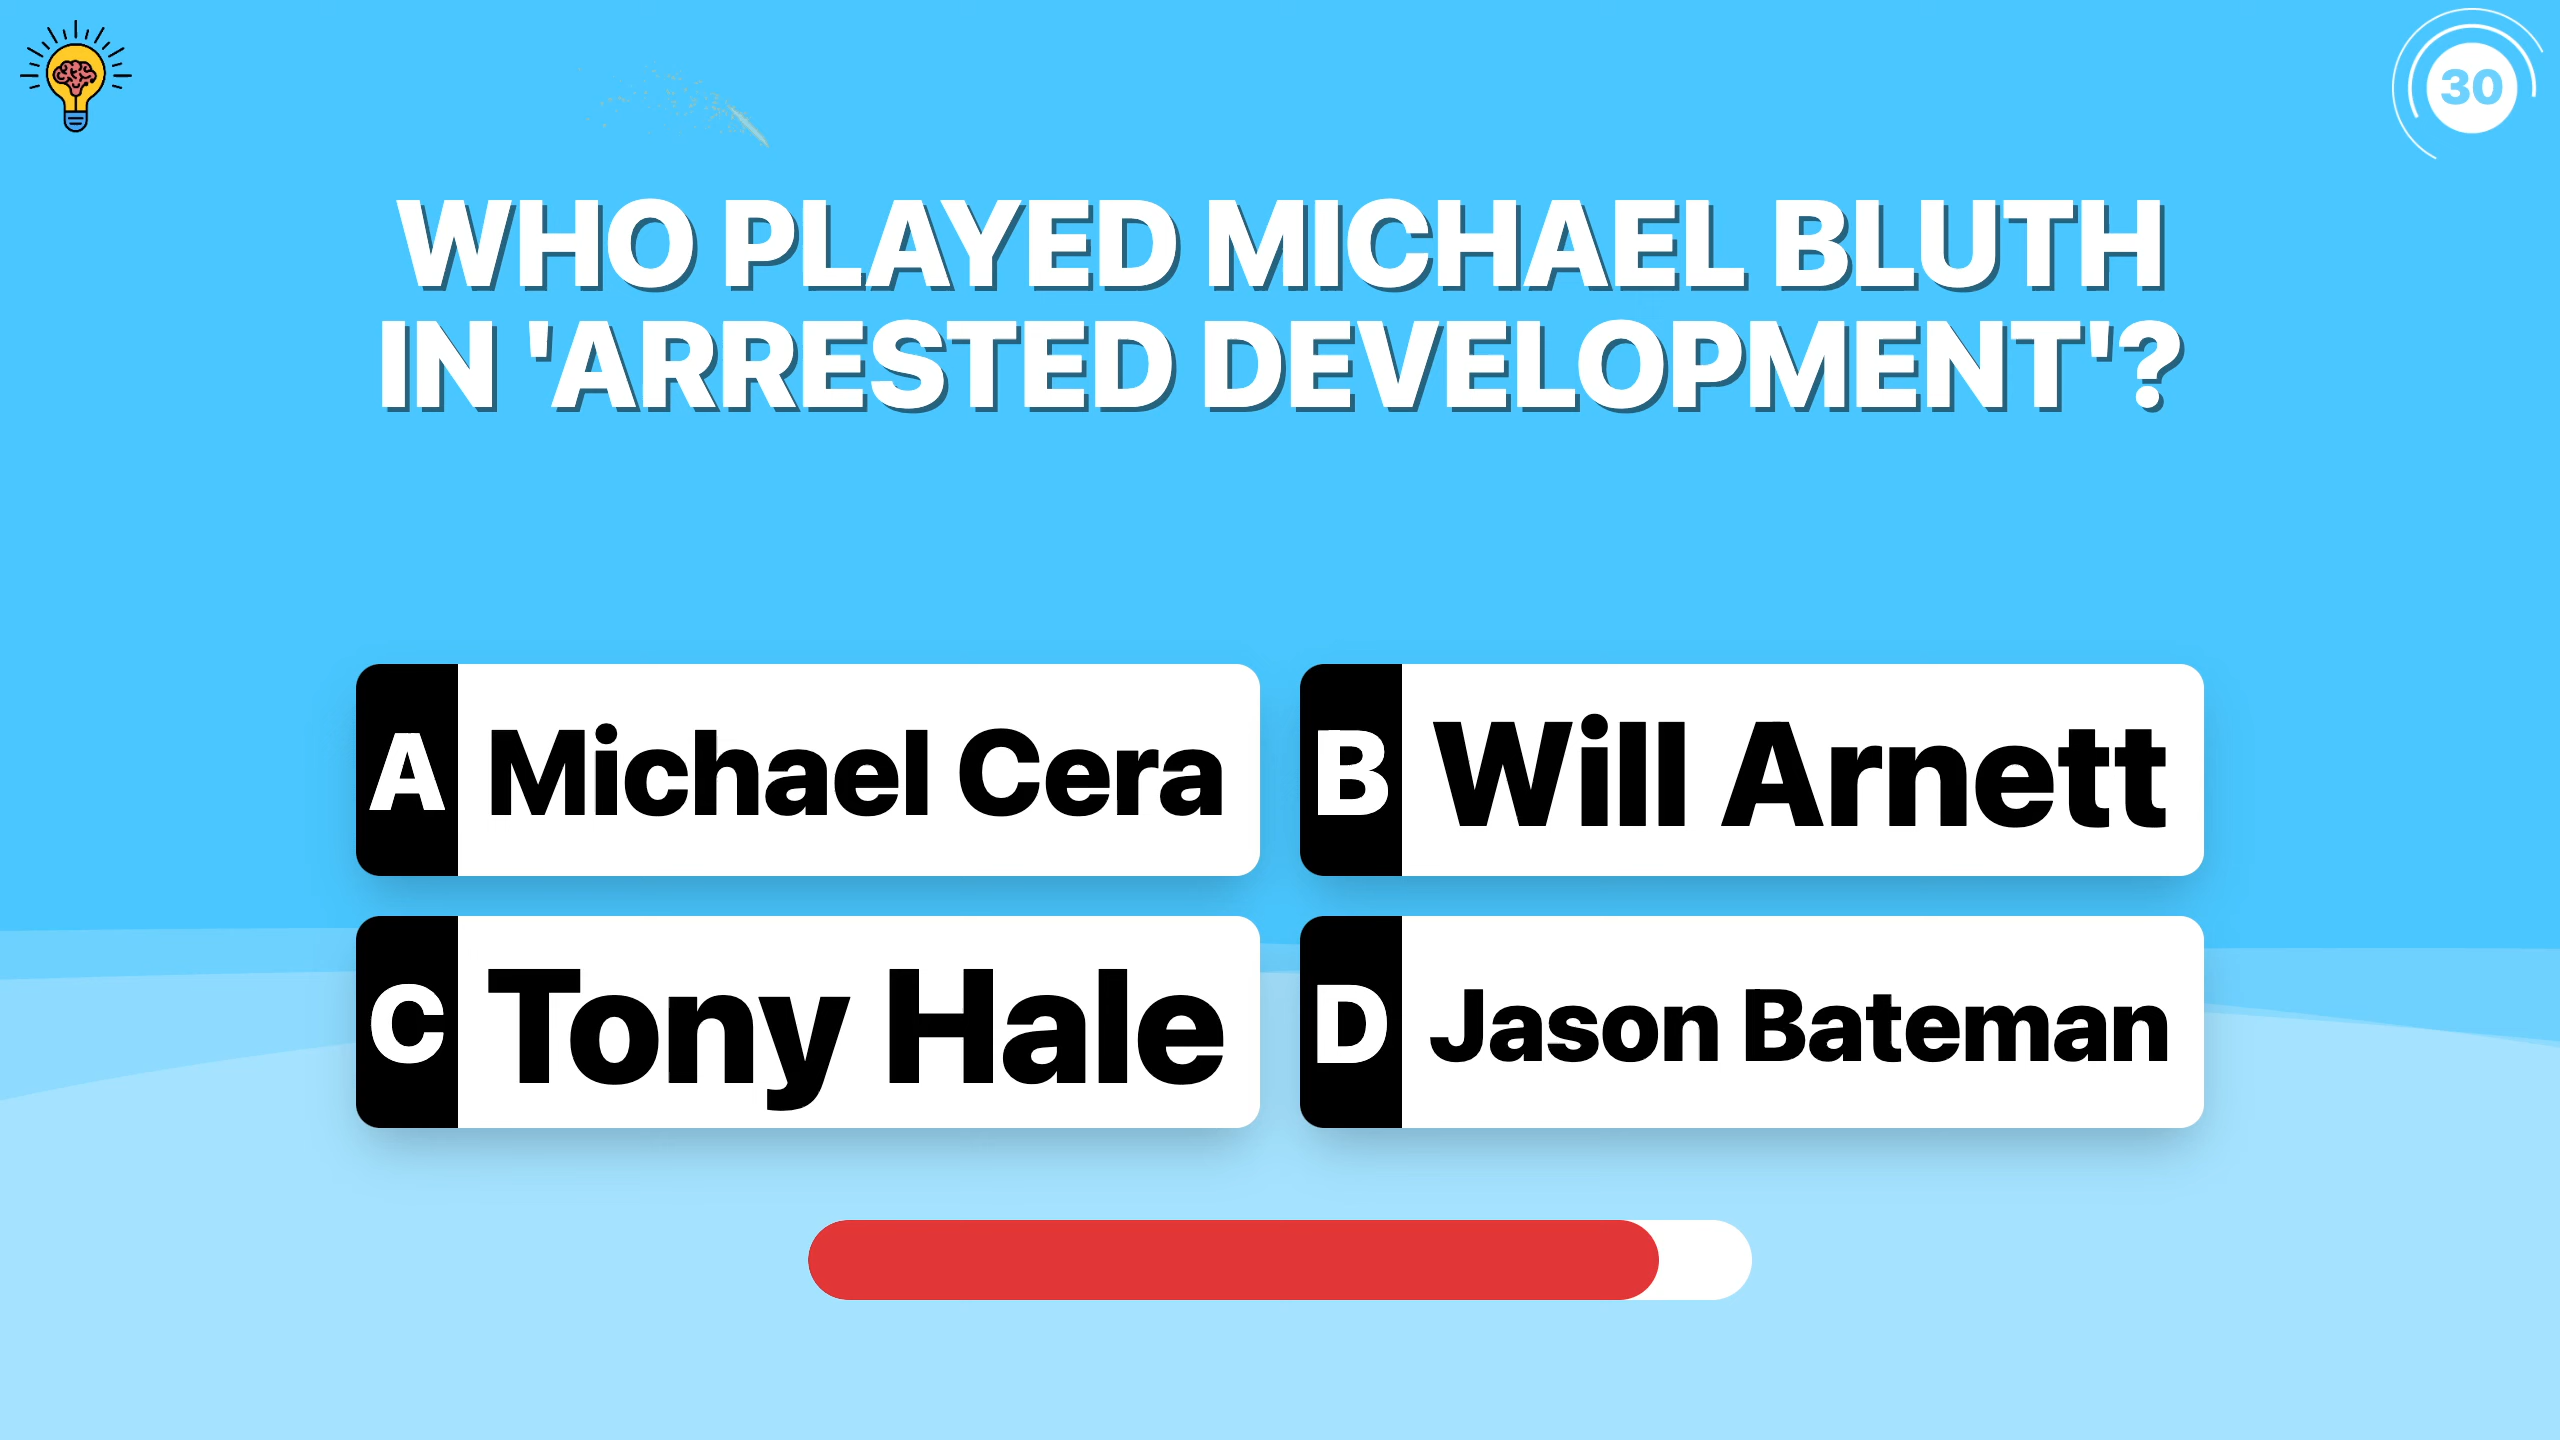 30
WHO PLAYED MICHAEL BLUTH
IN 'ARRESTED DEVELOPMENT'?
A Michael Cera
B Will Arnett
C Tony Hale
D Jason Bateman